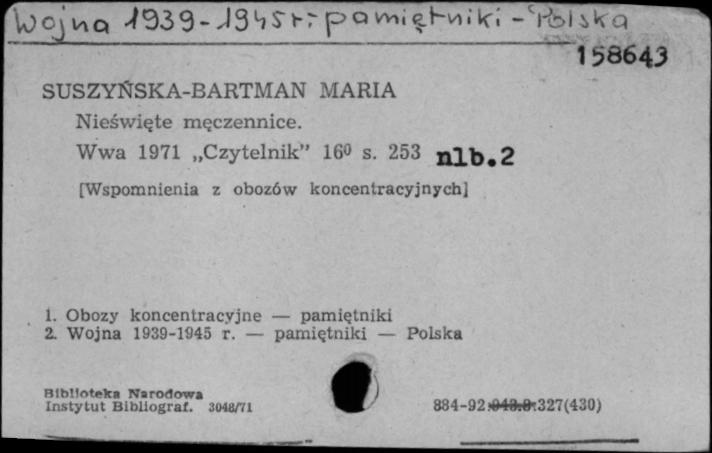 Wojna 1939-1945 r.: pamiętniki - Polska
158643
SUSZYŃSKA-BARTMAN MARIA
Nieświęte męczennice.
Wwa 1971 „Czytelnik” 16⁰ s. 253 nlb.2
[Wspomnienia z obozów koncentracyjnych]
1. Obozy koncentracyjne — pamiętniki
2. Wojna 1939-1945 r. — pamiętniki — Polska
Biblioteka Narodowa
Instytut Bibliograf. 3048/71
884-92:943.8:327(430)